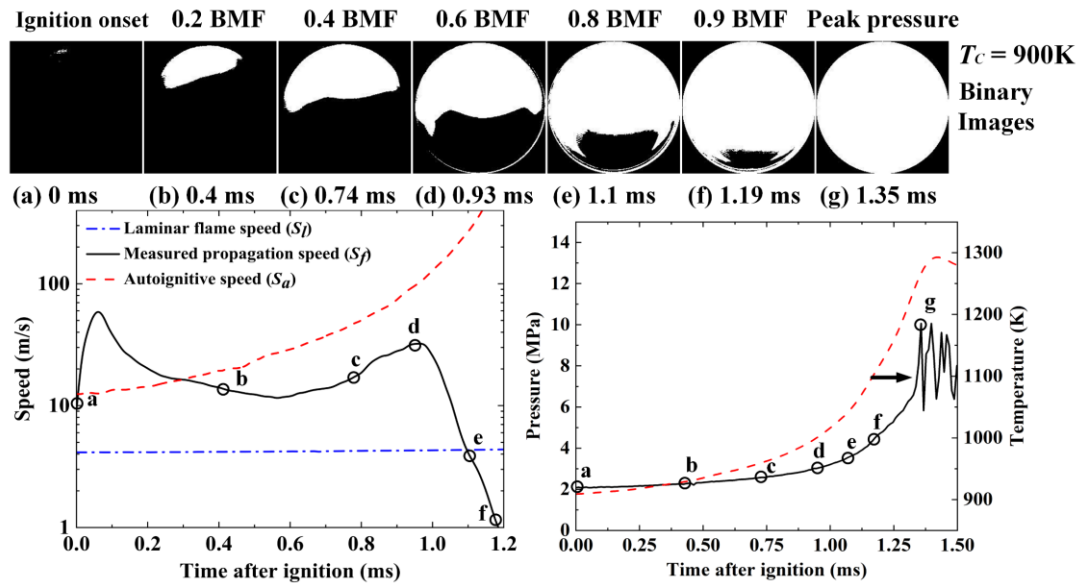 Ignition onset 0.2 BMF 0.4 BMF 0.6 BMF 0.8 BMF 0.9 BMF Peak pressure
T_C = 900K
Binary
Images
(a) 0 ms (b) 0.4 ms (c) 0.74 ms (d) 0.93 ms (e) 1.1 ms (f) 1.19 ms (g) 1.35 ms
Laminar flame speed (S_l)
Measured propagation speed (S_f)
Autoignitive speed (S_a)
Speed (m/s)
100
10
1
a
b
c
d
e
f
0.0 0.2 0.4 0.6 0.8 1.0 1.2
Time after ignition (ms)
Pressure (MPa)
14
12
10
8
6
4
2
0
a
b
c
d
e
f
g
1300
1200
1100
1000
900
Temperature (K)
0.00 0.25 0.50 0.75 1.00 1.25 1.50
Time after ignition (ms)